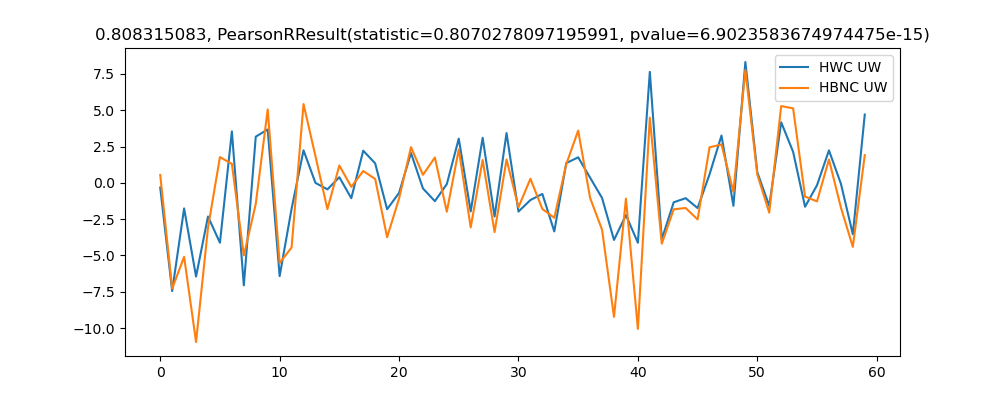 0.808315083, PearsonRResult(statistic=0.8070278097195991, pvalue=6.9023583674974475e-15)
HWC UW
HBNC UW
7.5
5.0
2.5
0.0
−2.5
−5.0
−7.5
−10.0
0 10 20 30 40 50 60